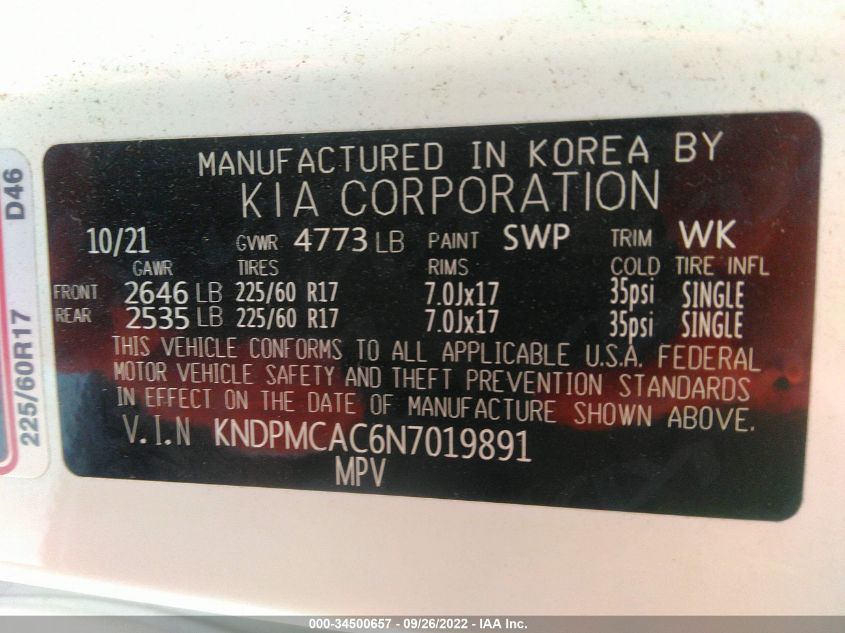 MANUFACTURED IN KOREA BY
KIA CORPORATION
10/21 GVWR 4773 LB PAINT SWP TRIM WK
GAWR TIRES RIMS COLD TIRE INFL
FRONT 2646 LB 225/60 R17 7.0Jx17 35psi SINGLE
REAR 2535 LB 225/60 R17 7.0Jx17 35psi SINGLE
THIS VEHICLE CONFORMS TO ALL APPLICABLE U.S.A. FEDERAL
MOTOR VEHICLE SAFETY AND THEFT PREVENTION STANDARDS
IN EFFECT ON THE DATE OF MANUFACTURE SHOWN ABOVE.
V.I.N KNDPMCAC6N7019891
MPV
225/60R17 D46
000-34500657 - 09/26/2022 - IAA Inc.